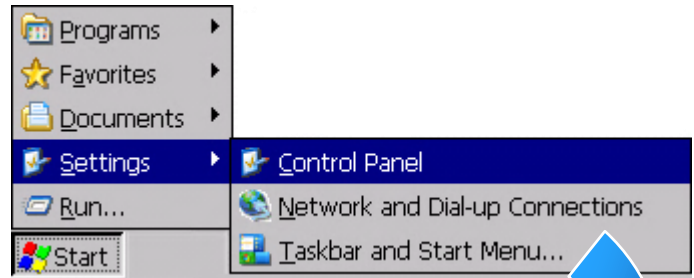 Programs
Favorites
Documents
Settings
Control Panel
Run...
Network and Dial-up Connections
Start
Taskbar and Start Menu...